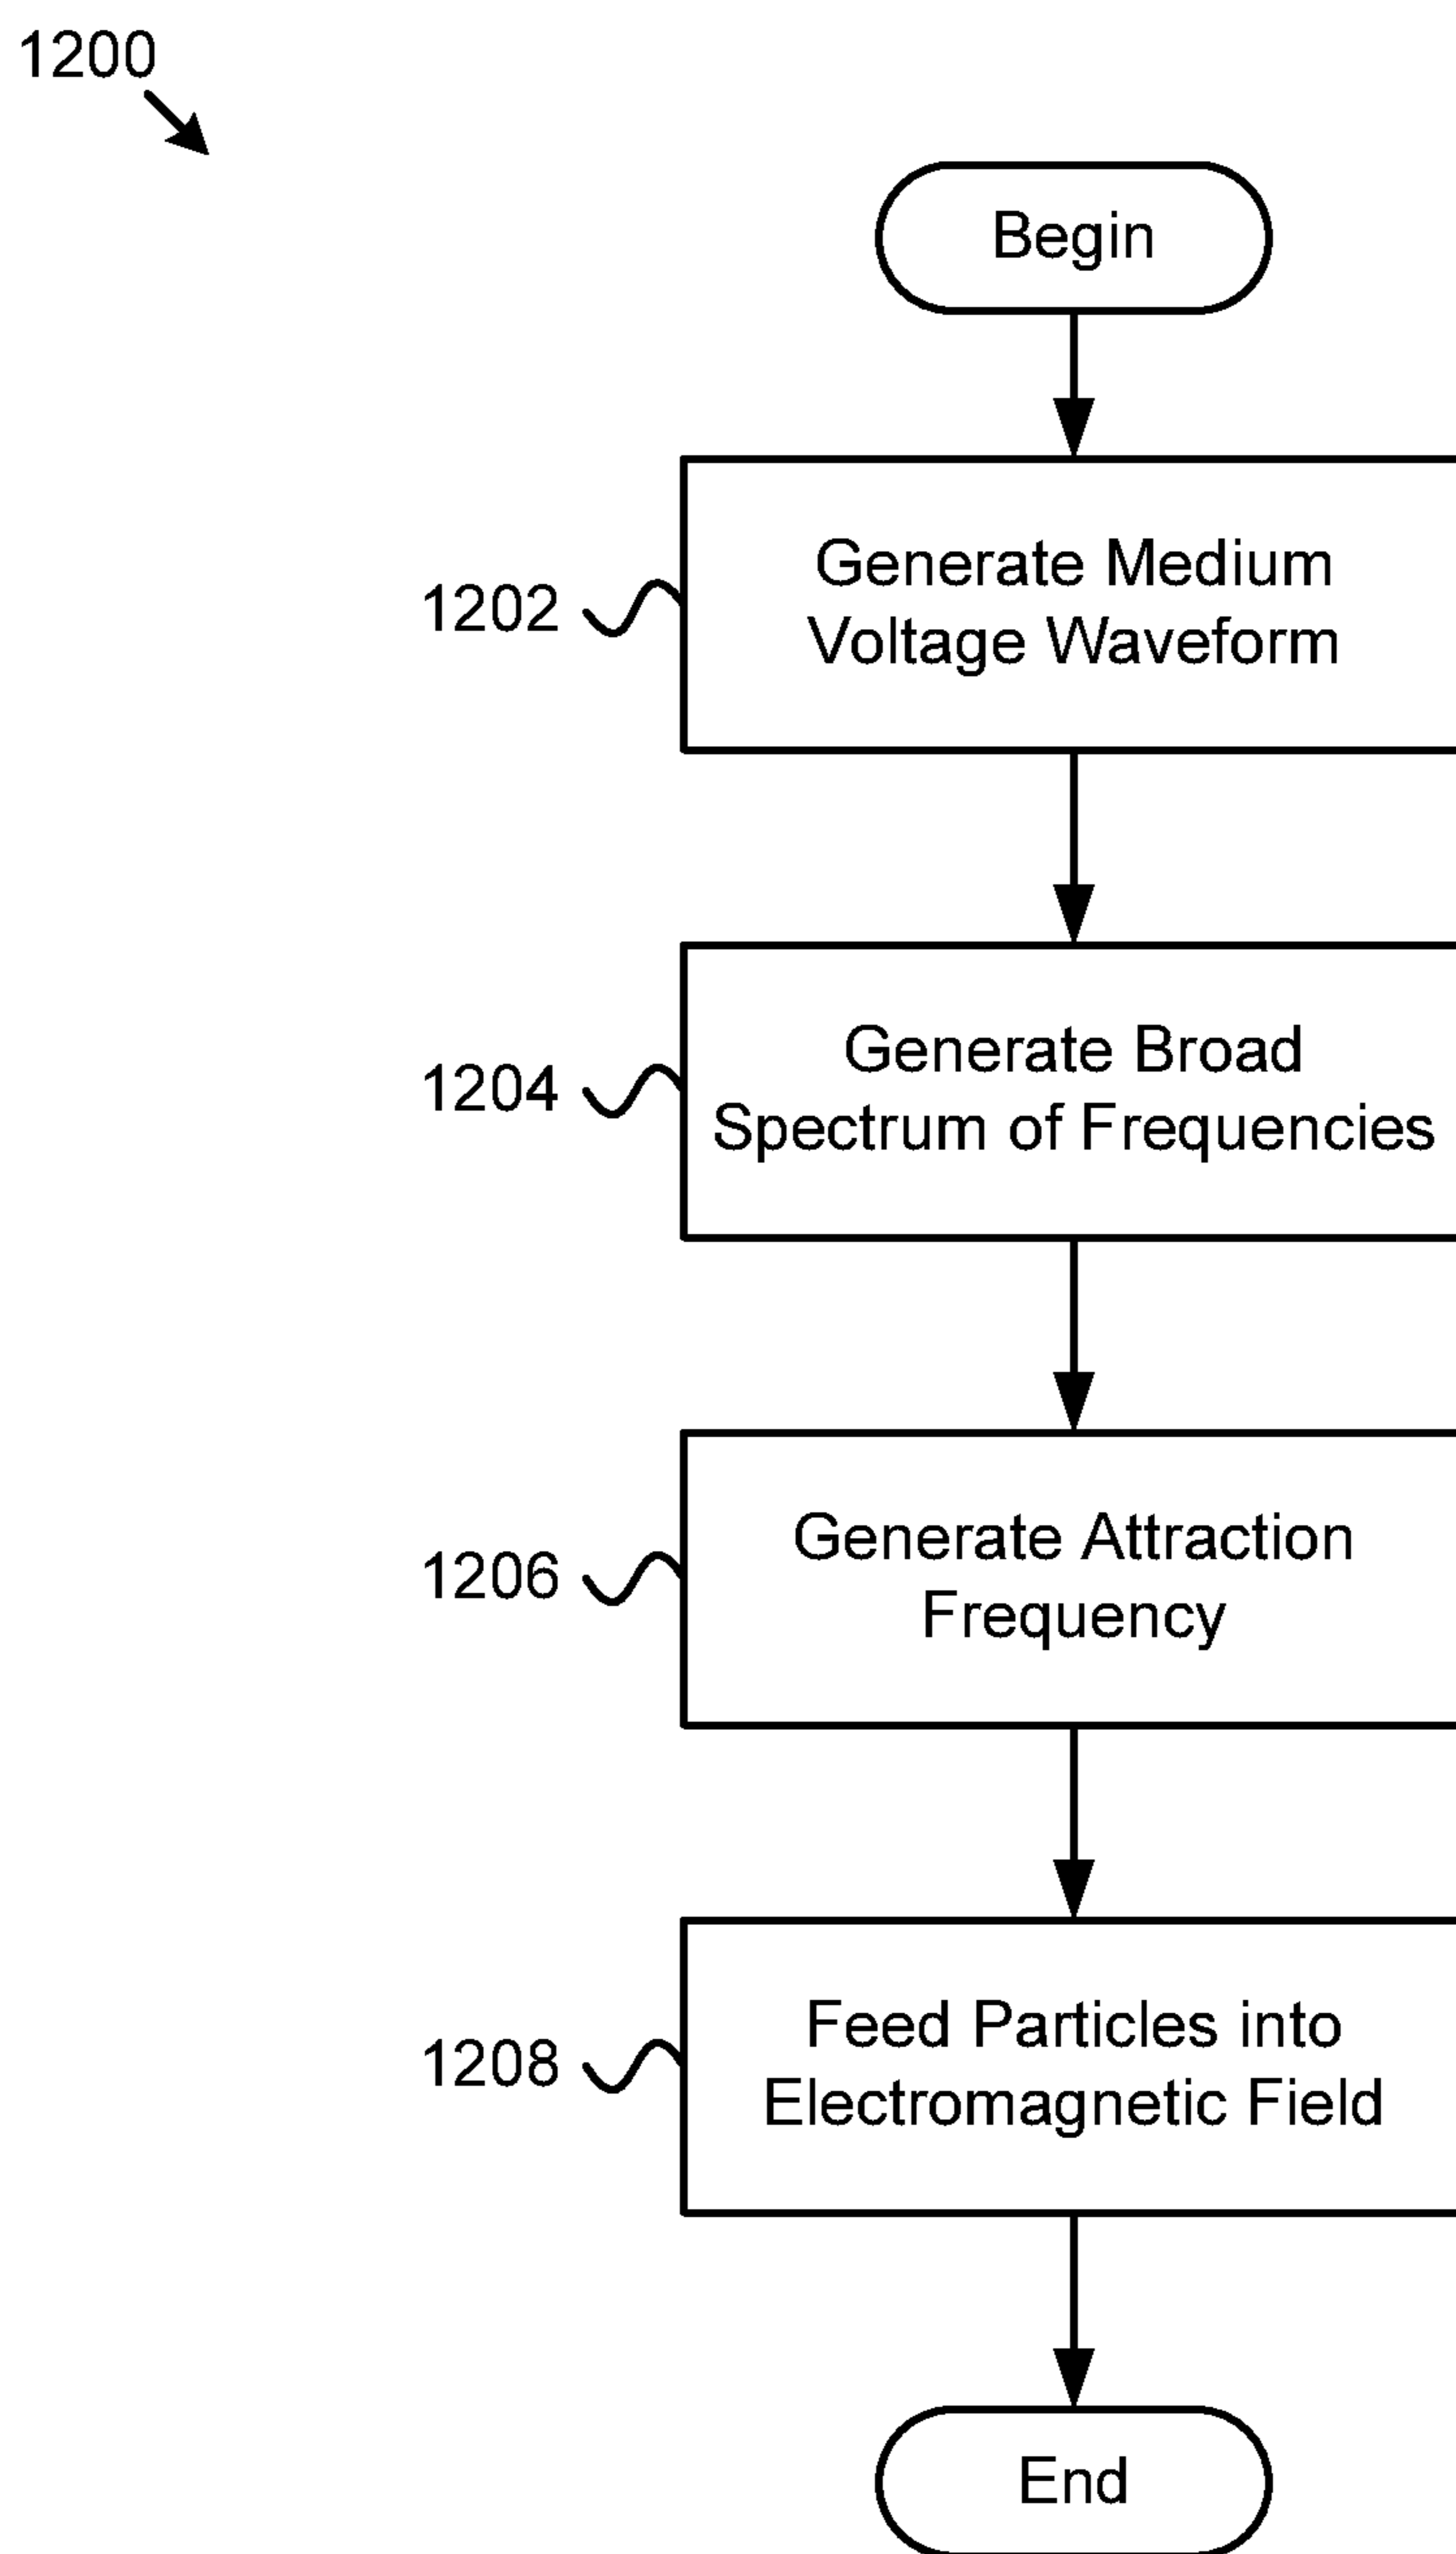 1200
Begin
1202
Generate Medium
Voltage Waveform
1204
Generate Broad
Spectrum of Frequencies
1206
Generate Attraction
Frequency
1208
Feed Particles into
Electromagnetic Field
End